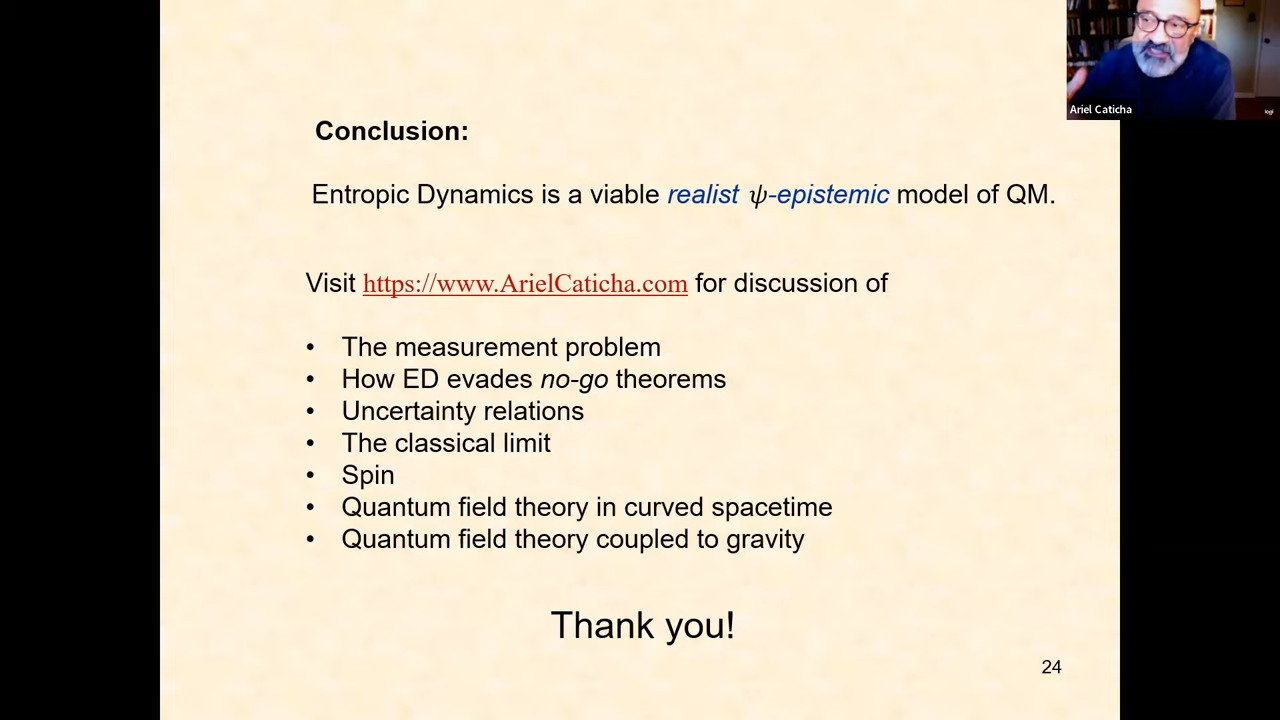 Ariel Caticha
logi
Conclusion:
Entropic Dynamics is a viable realist ψ-epistemic model of QM.
Visit https://www.ArielCaticha.com for discussion of
• The measurement problem
• How ED evades no-go theorems
• Uncertainty relations
• The classical limit
• Spin
• Quantum field theory in curved spacetime
• Quantum field theory coupled to gravity
Thank you!
24